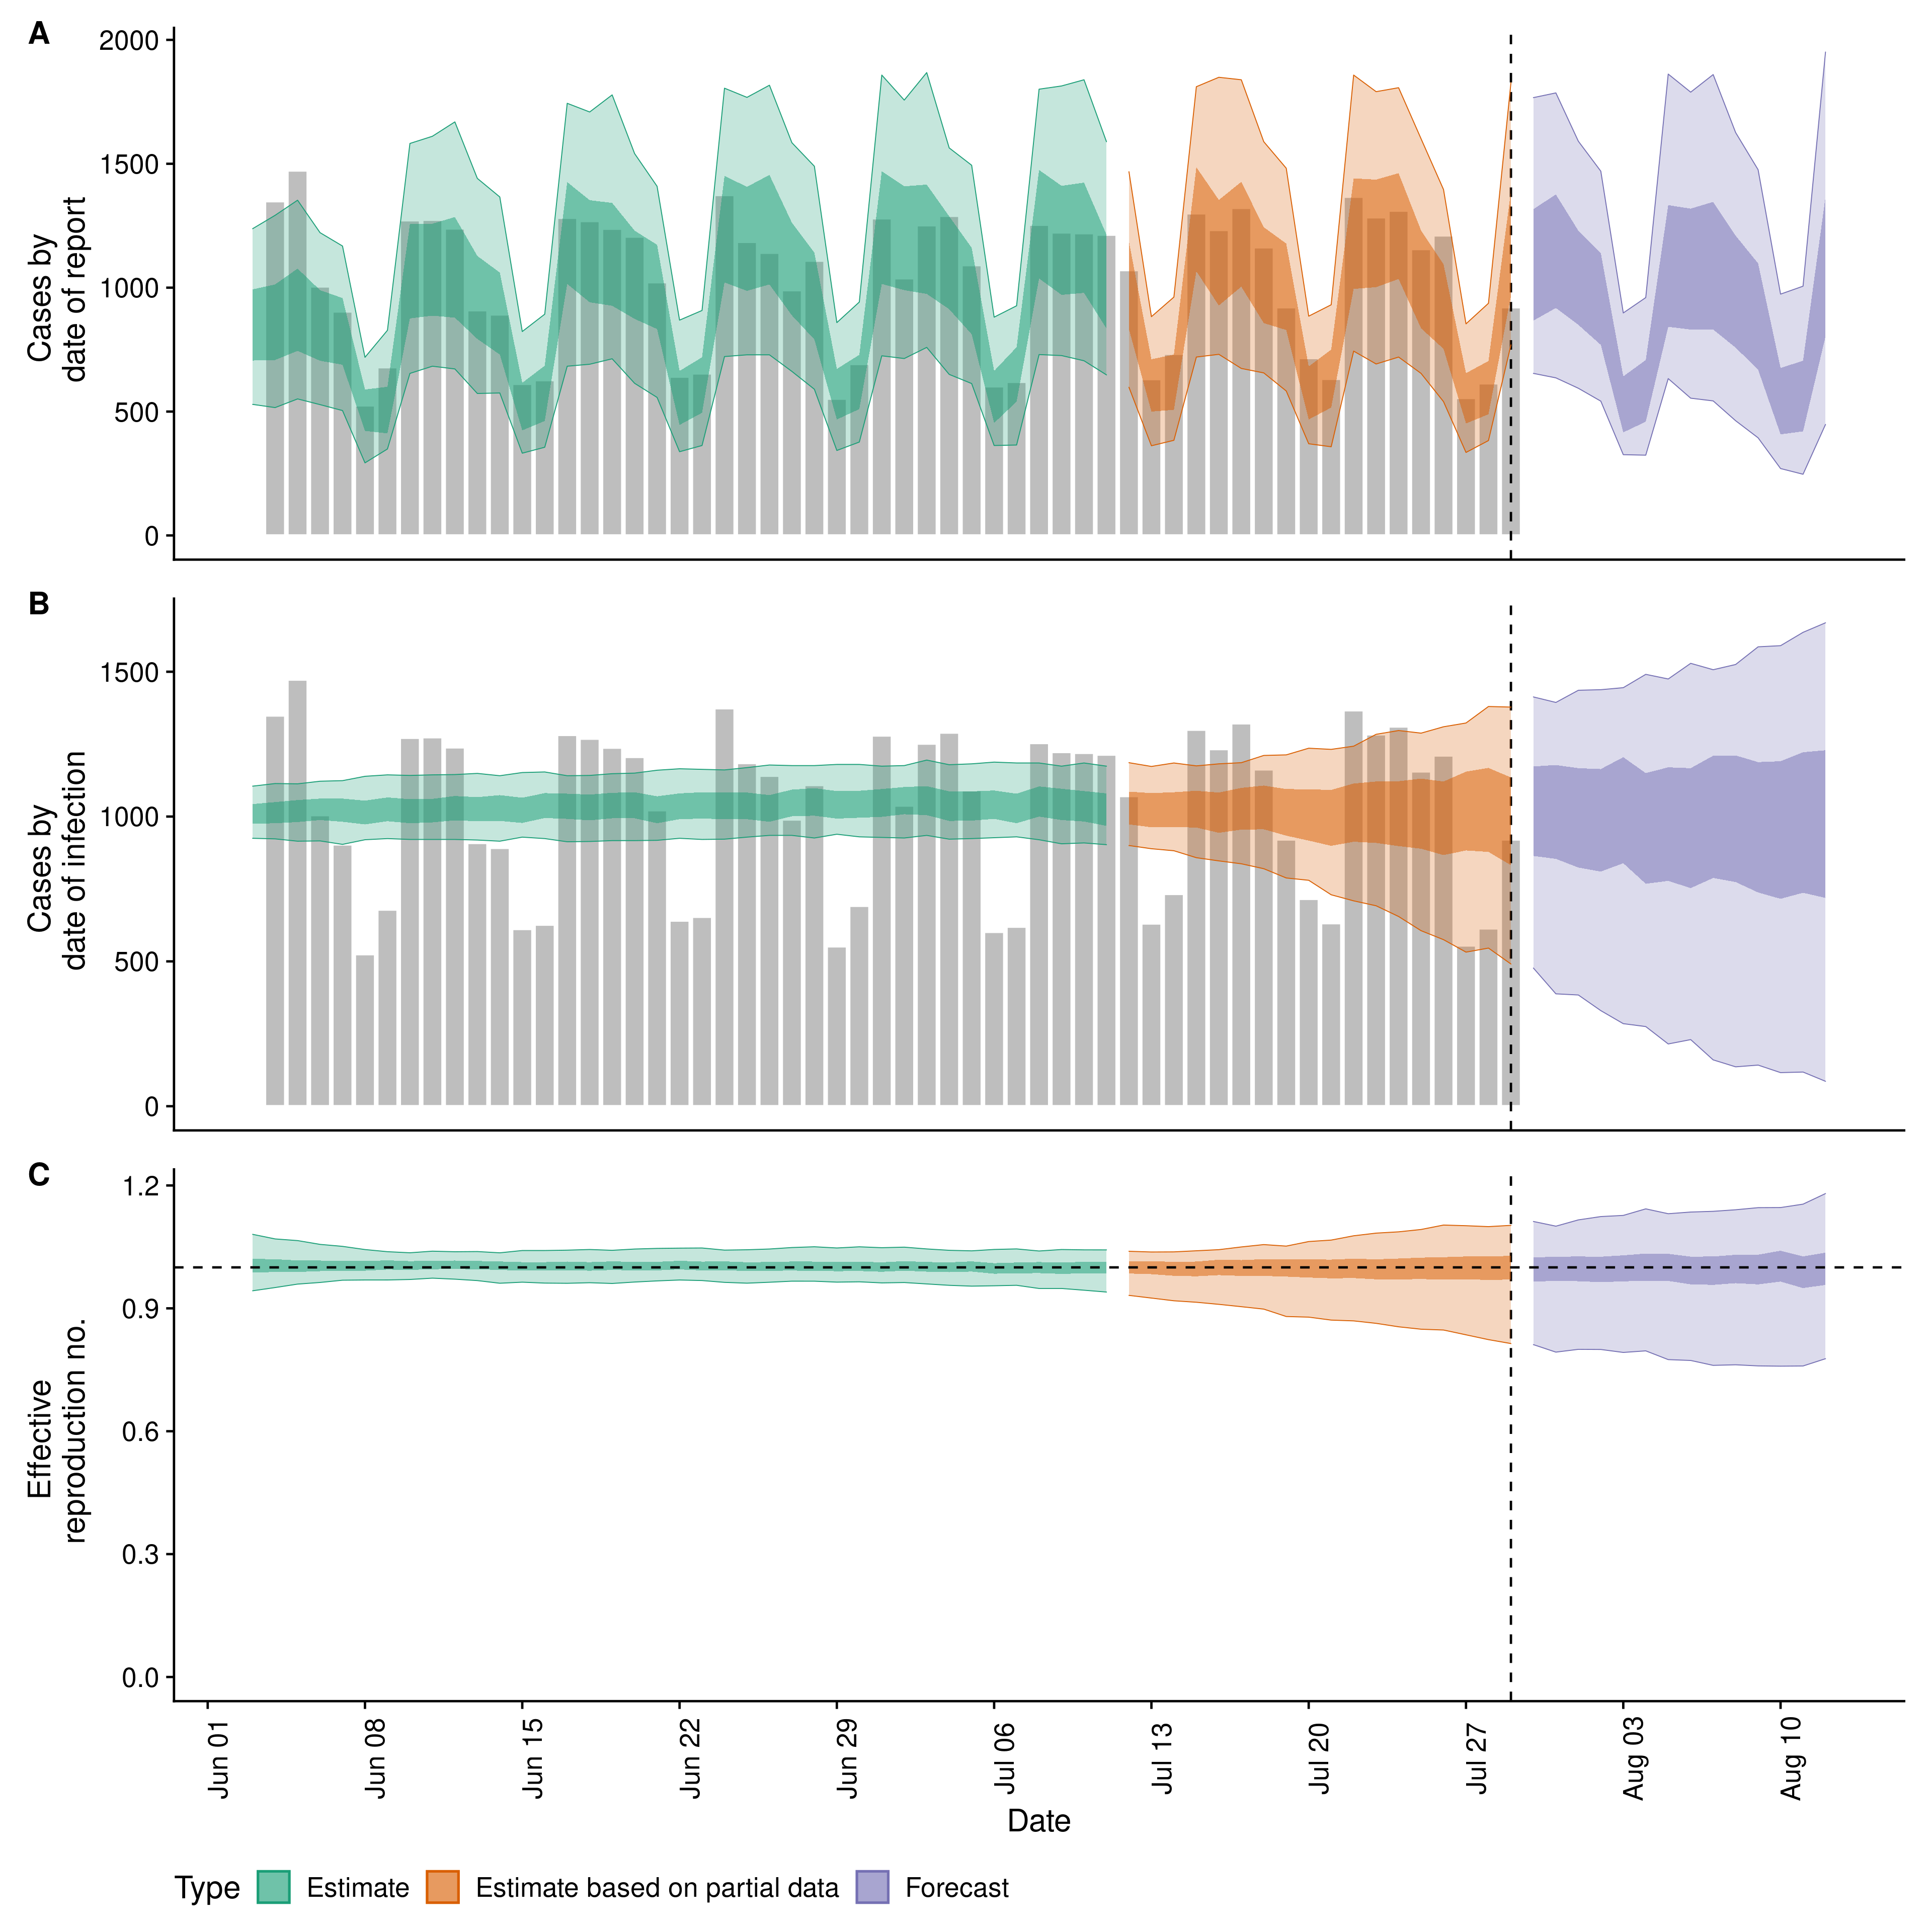 A
2000
1500
1000
500
0
Cases by
date of report
B
1500
1000
500
0
Cases by
date of infection
C
1.2
0.9
0.6
0.3
0.0
Effective
reproduction no.
Jun 01
Jun 08
Jun 15
Jun 22
Jun 29
Jul 06
Jul 13
Jul 20
Jul 27
Aug 03
Aug 10
Date
Type Estimate Estimate based on partial data Forecast